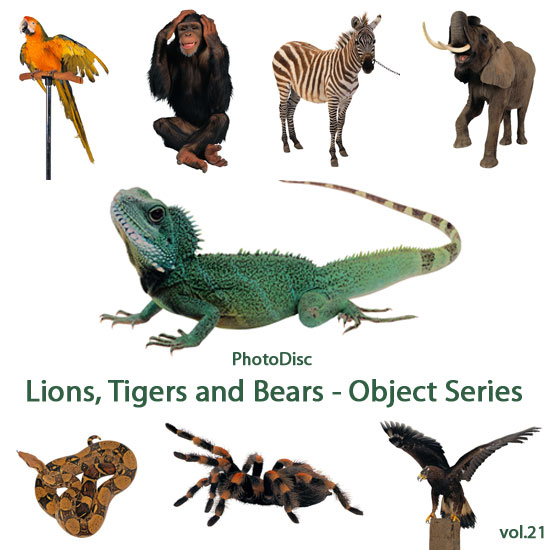 PhotoDisc
Lions, Tigers and Bears - Object Series
vol.21